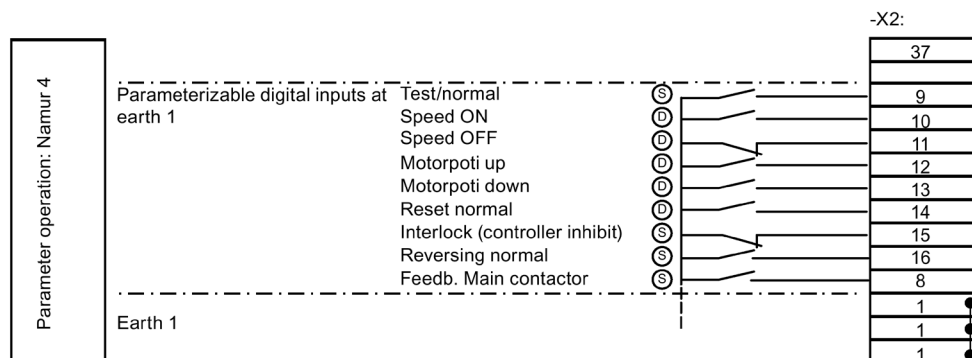 -X2:
37
Parameter operation: Namur 4
Parameterizable digital inputs at
earth 1
Test/normal S 9
Speed ON D 10
Speed OFF D 11
Motorpoti up D 12
Motorpoti down D 13
Reset normal D 14
Interlock (controller inhibit) S 15
Reversing normal S 16
Feedb. Main contactor S 8
1
Earth 1 1
1